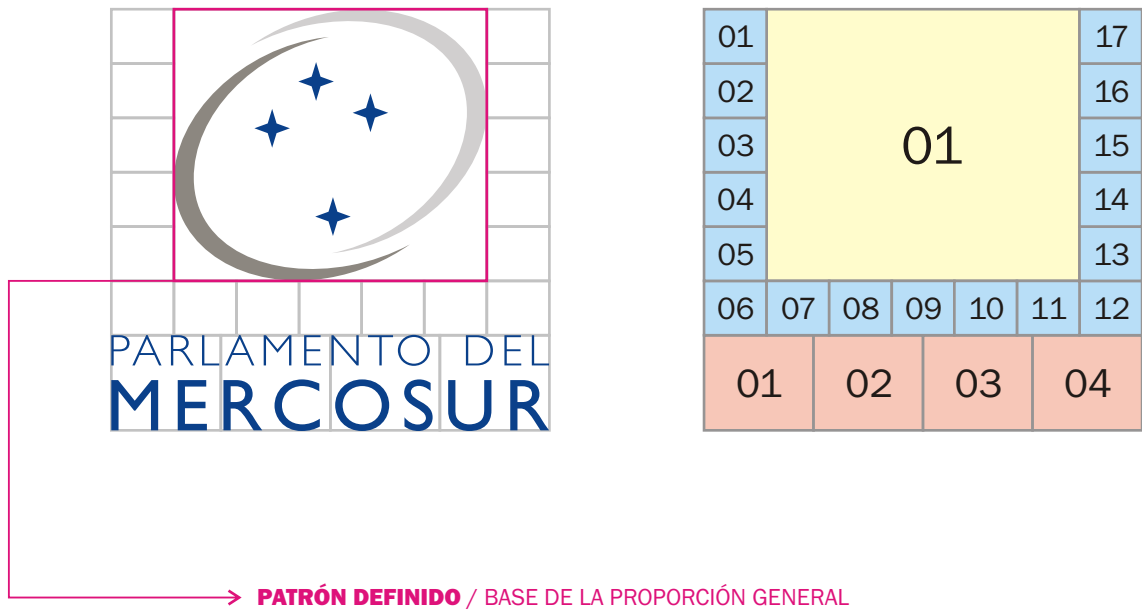 PARLAMENTO DEL
MERCOSUR
01
17
02
16
03
01
15
04
14
05
13
06 07 08 09 10 11 12
01 02 03 04
PATRÓN DEFINIDO / BASE DE LA PROPORCIÓN GENERAL